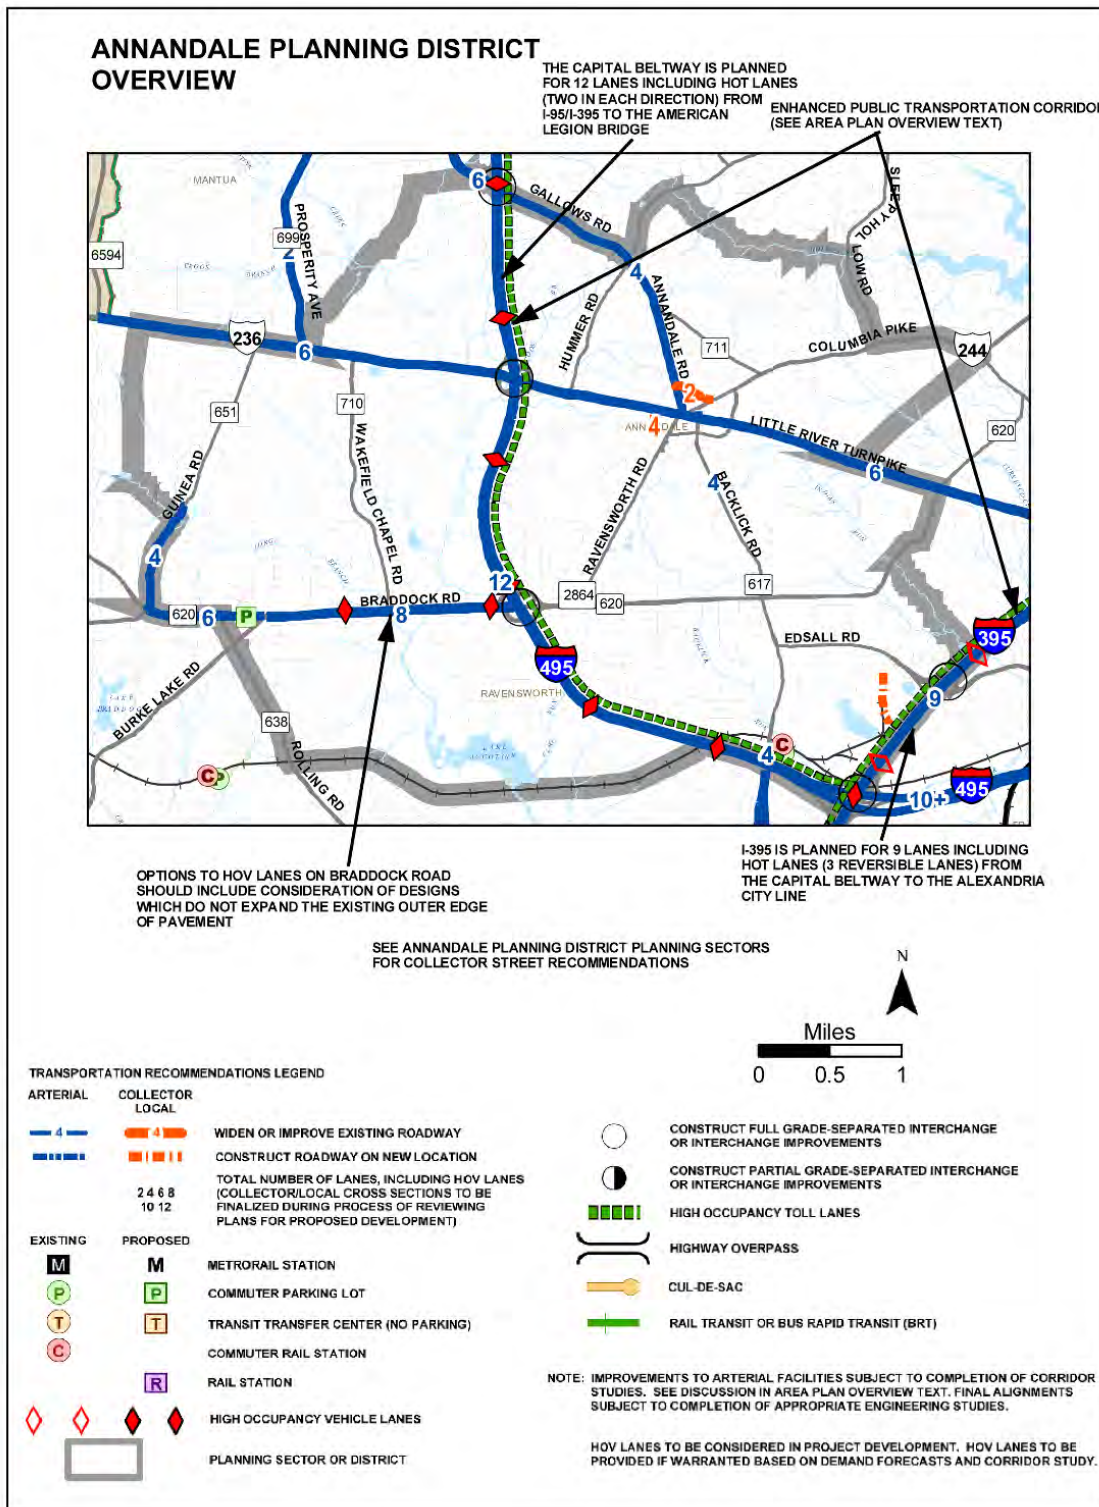 ANNANDALE PLANNING DISTRICT
OVERVIEW
THE CAPITAL BELTWAY IS PLANNED
FOR 12 LANES INCLUDING HOT LANES
(TWO IN EACH DIRECTION) FROM
I-95/I-395 TO THE AMERICAN
LEGION BRIDGE
ENHANCED PUBLIC TRANSPORTATION CORRIDOR
(SEE AREA PLAN OVERVIEW TEXT)
MANTUA
6
GALLOWS RD
SLEEPY HOLLOW RD
PROSPERITY AVE
699
2
6594
4
ANNANDALE RD
HUMMER RD
COLUMBIA PIKE
236
6
711
244
2
651
710
4
ANNANDALE
LITTLE RIVER TURNPIKE
620
6
WAKEFIELD CHAPEL RD
GUINEA RD
RAVENSWORTH RD
BACKLICK RD
4
4
12
BRADDOCK RD
2864
620
617
620
6
P
8
EDSALL RD
395
495
BURKE LAKE RD
RAVENSWORTH
9
638
ROLLING RD
C
4
C
P
10+
495
I-395 IS PLANNED FOR 9 LANES INCLUDING
HOT LANES (3 REVERSIBLE LANES) FROM
THE CAPITAL BELTWAY TO THE ALEXANDRIA
CITY LINE
OPTIONS TO HOV LANES ON BRADDOCK ROAD
SHOULD INCLUDE CONSIDERATION OF DESIGNS
WHICH DO NOT EXPAND THE EXISTING OUTER EDGE
OF PAVEMENT
SEE ANNANDALE PLANNING DISTRICT PLANNING SECTORS
FOR COLLECTOR STREET RECOMMENDATIONS
N
Miles
0 0.5 1
TRANSPORTATION RECOMMENDATIONS LEGEND
ARTERIAL
COLLECTOR
LOCAL
4 4 WIDEN OR IMPROVE EXISTING ROADWAY
CONSTRUCT ROADWAY ON NEW LOCATION
2 4 6 8
10 12
TOTAL NUMBER OF LANES, INCLUDING HOV LANES
(COLLECTOR/LOCAL CROSS SECTIONS TO BE
FINALIZED DURING PROCESS OF REVIEWING
PLANS FOR PROPOSED DEVELOPMENT)
EXISTING PROPOSED
M M METRORAIL STATION
P P COMMUTER PARKING LOT
T T TRANSIT TRANSFER CENTER (NO PARKING)
C COMMUTER RAIL STATION
R RAIL STATION
HIGH OCCUPANCY VEHICLE LANES
PLANNING SECTOR OR DISTRICT
CONSTRUCT FULL GRADE-SEPARATED INTERCHANGE
OR INTERCHANGE IMPROVEMENTS
CONSTRUCT PARTIAL GRADE-SEPARATED INTERCHANGE
OR INTERCHANGE IMPROVEMENTS
HIGH OCCUPANCY TOLL LANES
HIGHWAY OVERPASS
CUL-DE-SAC
RAIL TRANSIT OR BUS RAPID TRANSIT (BRT)
NOTE: IMPROVEMENTS TO ARTERIAL FACILITIES SUBJECT TO COMPLETION OF CORRIDOR
STUDIES. SEE DISCUSSION IN AREA PLAN OVERVIEW TEXT. FINAL ALIGNMENTS
SUBJECT TO COMPLETION OF APPROPRIATE ENGINEERING STUDIES.
HOV LANES TO BE CONSIDERED IN PROJECT DEVELOPMENT. HOV LANES TO BE
PROVIDED IF WARRANTED BASED ON DEMAND FORECASTS AND CORRIDOR STUDY.